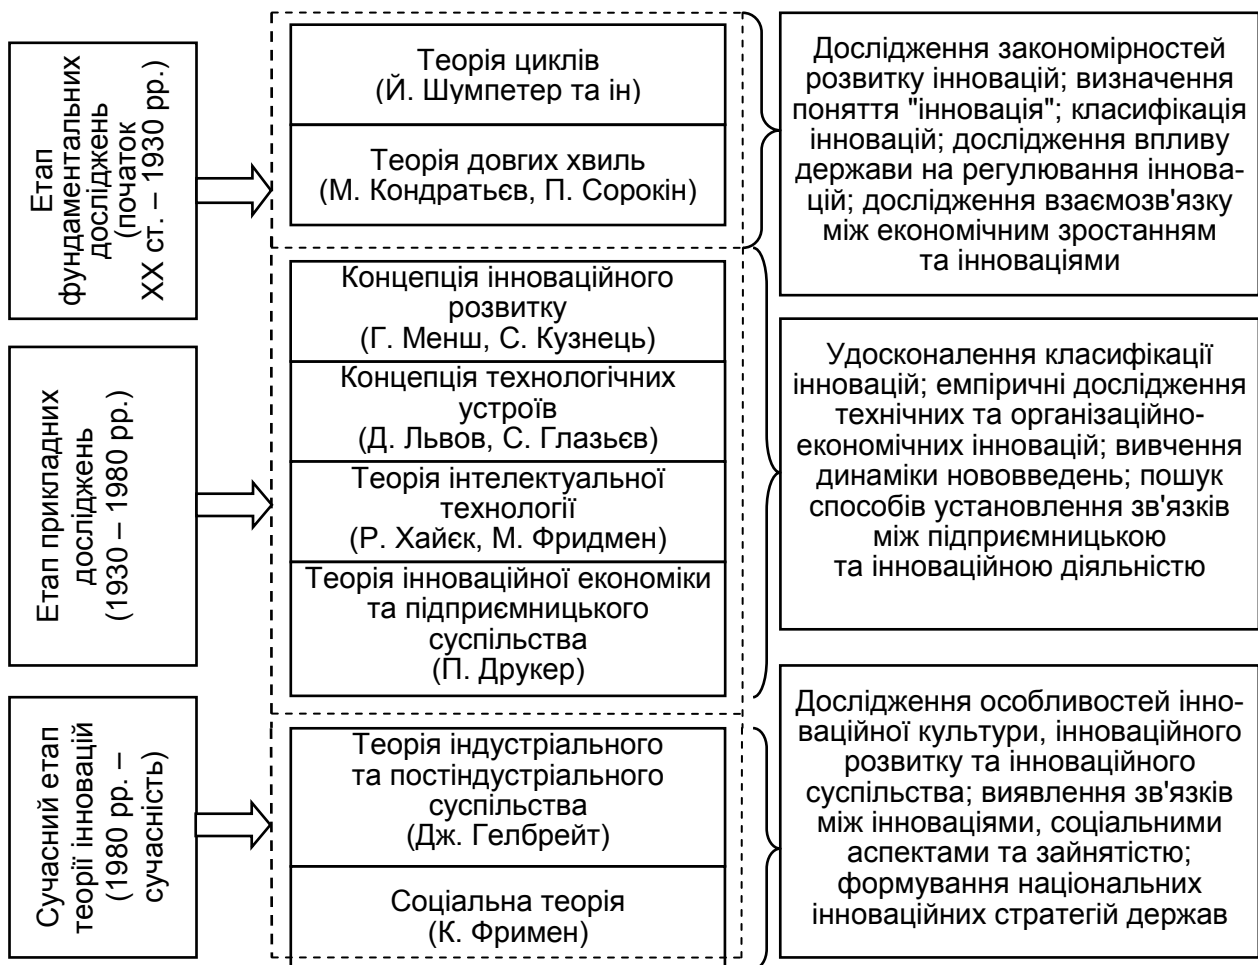 Етап
фундаментальних
досліджень
(початок
ХХ ст. – 1930 рр.)
Теорія циклів
(Й. Шумпетер та ін)
Теорія довгих хвиль
(М. Кондратьєв, П. Сорокін)
Дослідження закономірностей
розвитку інновацій; визначення
поняття "інновація"; класифікація
інновацій; дослідження впливу
держави на регулювання іннова-
цій; дослідження взаємозв'язку
між економічним зростанням
та інноваціями
Етап прикладних
досліджень
(1930 – 1980 рр.)
Концепція інноваційного
розвитку
(Г. Менш, С. Кузнець)
Концепція технологічних
устроїв
(Д. Львов, С. Глазьєв)
Теорія інтелектуальної
технології
(Р. Хайєк, М. Фридмен)
Теорія інноваційної економіки
та підприємницького
суспільства
(П. Друкер)
Удосконалення класифікації
інновацій; емпіричні дослідження
технічних та організаційно-
економічних інновацій; вивчення
динаміки нововведень; пошук
способів установлення зв'язків
між підприємницькою
та інноваційною діяльністю
Сучасний етап
теорії інновацій
(1980 рр. –
сучасність)
Теорія індустріального
та постіндустріального
суспільства
(Дж. Гелбрейт)
Соціальна теорія
(К. Фримен)
Дослідження особливостей інно-
ваційної культури, інноваційного
розвитку та інноваційного
суспільства; виявлення зв'язків
між інноваціями, соціальними
аспектами та зайнятістю;
формування національних
інноваційних стратегій держав